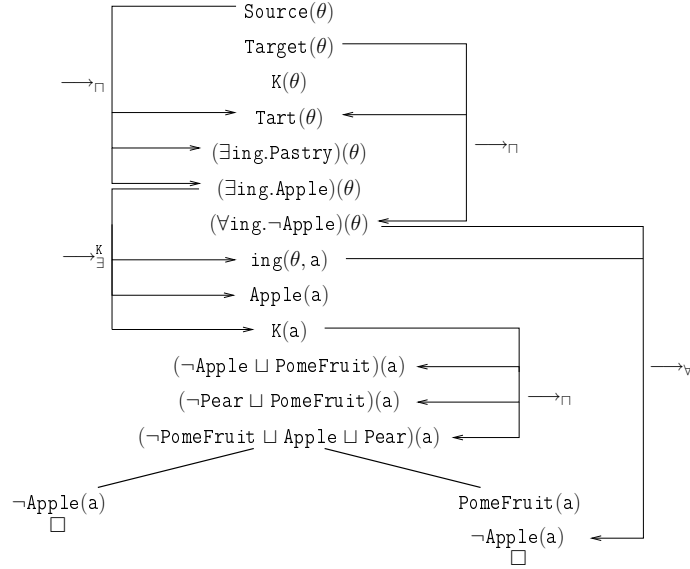 Source(θ)
Target(θ)
K(θ)
⟶⊓
Tart(θ)
⟶⊓
(∃ing.Pastry)(θ)
(∃ing.Apple)(θ)
(∀ing.¬Apple)(θ)
⟶∃K
ing(θ,a)
Apple(a)
K(a)
(¬Apple ⊔ PomeFruit)(a)
⟶∀
(¬Pear ⊔ PomeFruit)(a)
⟶⊓
(¬PomeFruit ⊔ Apple ⊔ Pear)(a)
¬Apple(a)
PomeFruit(a)
□
¬Apple(a)
□